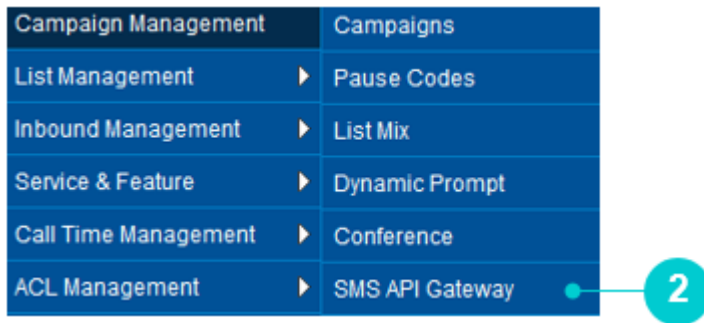 Campaign Management
Campaigns
List Management
Pause Codes
Inbound Management
List Mix
Service & Feature
Dynamic Prompt
Call Time Management
Conference
ACL Management
SMS API Gateway
2